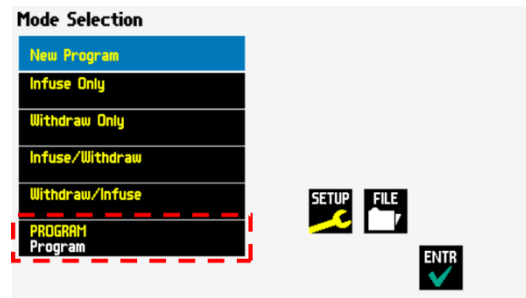 Mode Selection
New Program
Infuse Only
Withdraw Only
Infuse/Withdraw
Withdraw/Infuse
PROGRAM
Program
SETUP FILE
ENTR